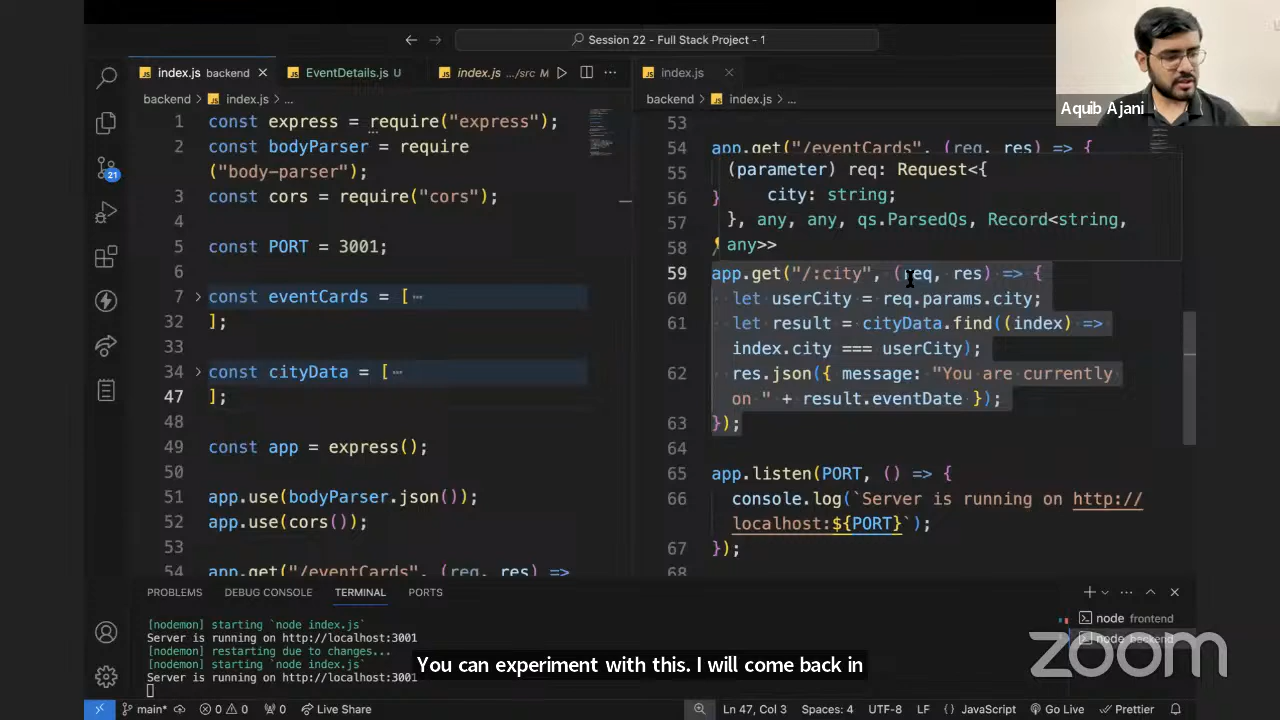 Session 22 - Full Stack Project - 1
Aquib Ajani
index.js backend
EventDetails.js U
index.js .../src M
index.js
backend > index.js > ...
backend > index.js > ...
1 const express = require("express");
2 const bodyParser = require
("body-parser");
3 const cors = require("cors");
4
5 const PORT = 3001;
6
7 const eventCards = [
32 ];
33
34 const cityData = [
47 ];
48
49 const app = express();
50
51 app.use(bodyParser.json());
52 app.use(cors());
53
54 app.get("/eventCards", (req, res) =>
53
54 app.get("/eventCards", (req, res) => {
55
56 }
57
58 /
(parameter) req: Request<{
city: string;
}, any, any, qs.ParsedQs, Record<string,
any>>
59 app.get("/:city", (req, res) => {
60 let userCity = req.params.city;
61 let result = cityData.find((index) =>
index.city === userCity);
62 res.json({ message: "You are currently
on " + result.eventDate });
63 });
64
65 app.listen(PORT, () => {
66 console.log(`Server is running on http://
localhost:${PORT}`);
67 });
68
21
PROBLEMS DEBUG CONSOLE TERMINAL PORTS
[nodemon] starting `node index.js`
Server is running on http://localhost:3001
[nodemon] restarting due to changes...
[nodemon] starting `node index.js`
Server is running on http://localhost:3001
node frontend
node backend
zoom
You can experiment with this. I will come back in
main* 0 0 0 Live Share
Ln 47, Col 3 Spaces: 4 UTF-8 LF {} JavaScript Go Live Prettier